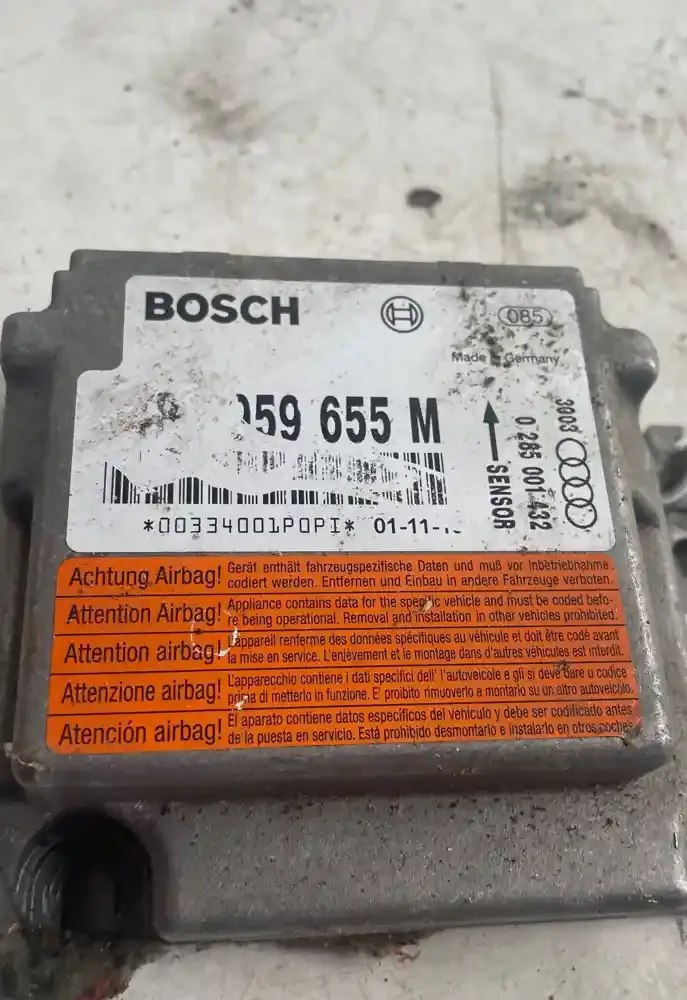 BOSCH
085
Made in Germany
959 655 M
3003
0 285 001 432
SENSOR
*00334001P0PI* 01-11-
Achtung Airbag! Gerät enthält fahrzeugspezifische Daten und muß vor Inbetriebnahme
codiert werden. Entfernen und Einbau in andere Fahrzeuge verboten.
Attention Airbag! Appliance contains data for the specific vehicle and must be coded befo-
re being operational. Removal and installation in other vehicles prohibited.
Attention airbag! L'appareil renferme des données spécifiques au véhicule et doit être codé avant
la mise en service. L'enlèvement et le montage dans d'autres véhicules est interdit.
Attenzione airbag! L'apparecchio contiene i dati specifici dell' l'autoveicolo e gli si deve dare u codice
prima di metterlo in funzione. E' proibito rimuoverlo a montarlo su un altro autoveicolo.
Atención airbag! El aparato contiene datos específicos del vehículo y debe ser codificado antes
de la puesta en servicio. Está prohibido desmontarlo e instalarlo en otros coches